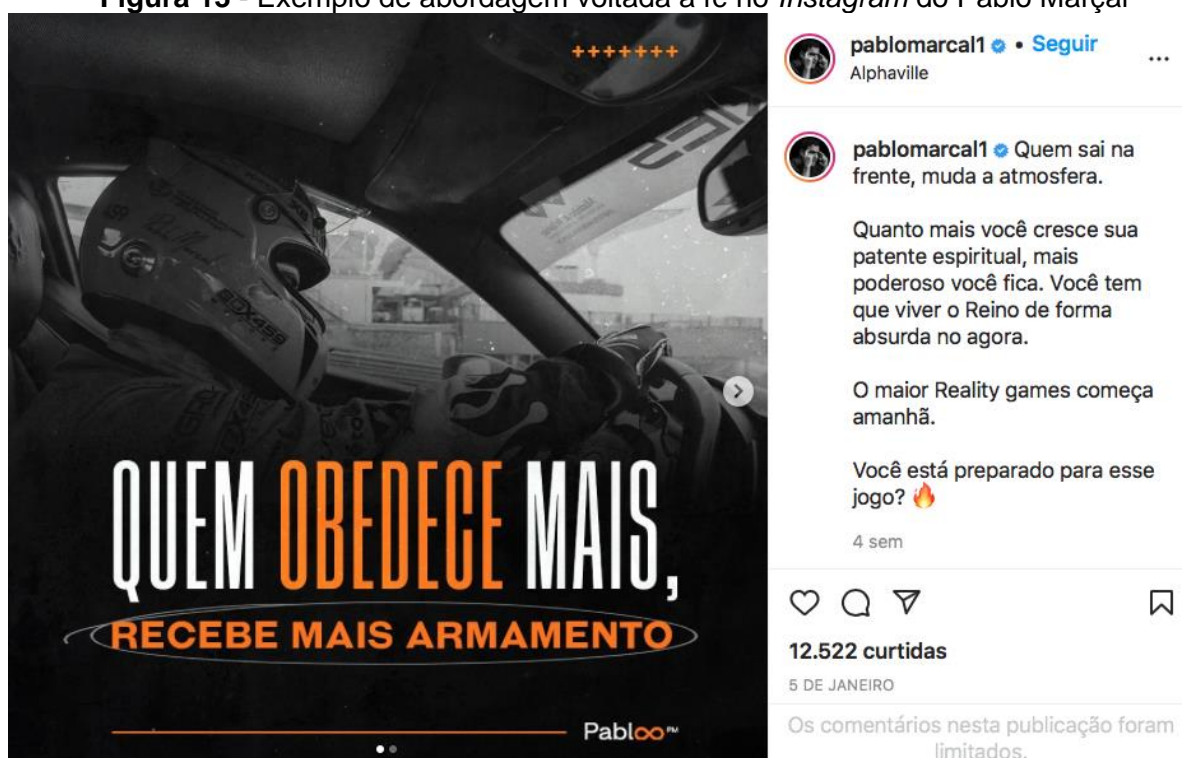 Figura 15 - Exemplo de abordagem voltada à fé no Instagram do Pablo Marçal
+++++++
QUEM OBEDECE MAIS,
RECEBE MAIS ARMAMENTO
Pabloo PM
pablomarcal1 • Seguir
Alphaville
...
pablomarcal1 Quem sai na
frente, muda a atmosfera.
Quanto mais você cresce sua
patente espiritual, mais
poderoso você fica. Você tem
que viver o Reino de forma
absurda no agora.
O maior Reality games começa
amanhã.
Você está preparado para esse
jogo? 🔥
4 sem
12.522 curtidas
5 DE JANEIRO
Os comentários nesta publicação foram
limitados.